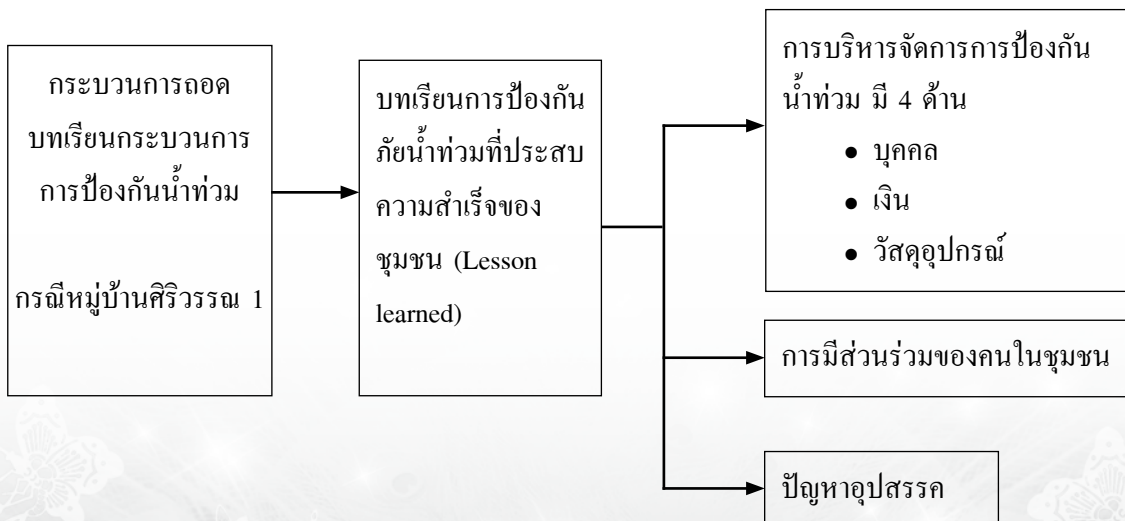 กระบวนการถอด
บทเรียนกระบวนการ
การป้องกันน้ำท่วม
กรณีหมู่บ้านศิริวรรณ 1
บทเรียนการป้องกัน
ภัยน้ำท่วมที่ประสบ
ความสำเร็จของ
ชุมชน (Lesson
learned)
การบริหารจัดการการป้องกัน
น้ำท่วม มี 4 ด้าน
● บุคคล
● เงิน
● วัสดุอุปกรณ์
การมีส่วนร่วมของคนในชุมชน
ปัญหาอุปสรรค